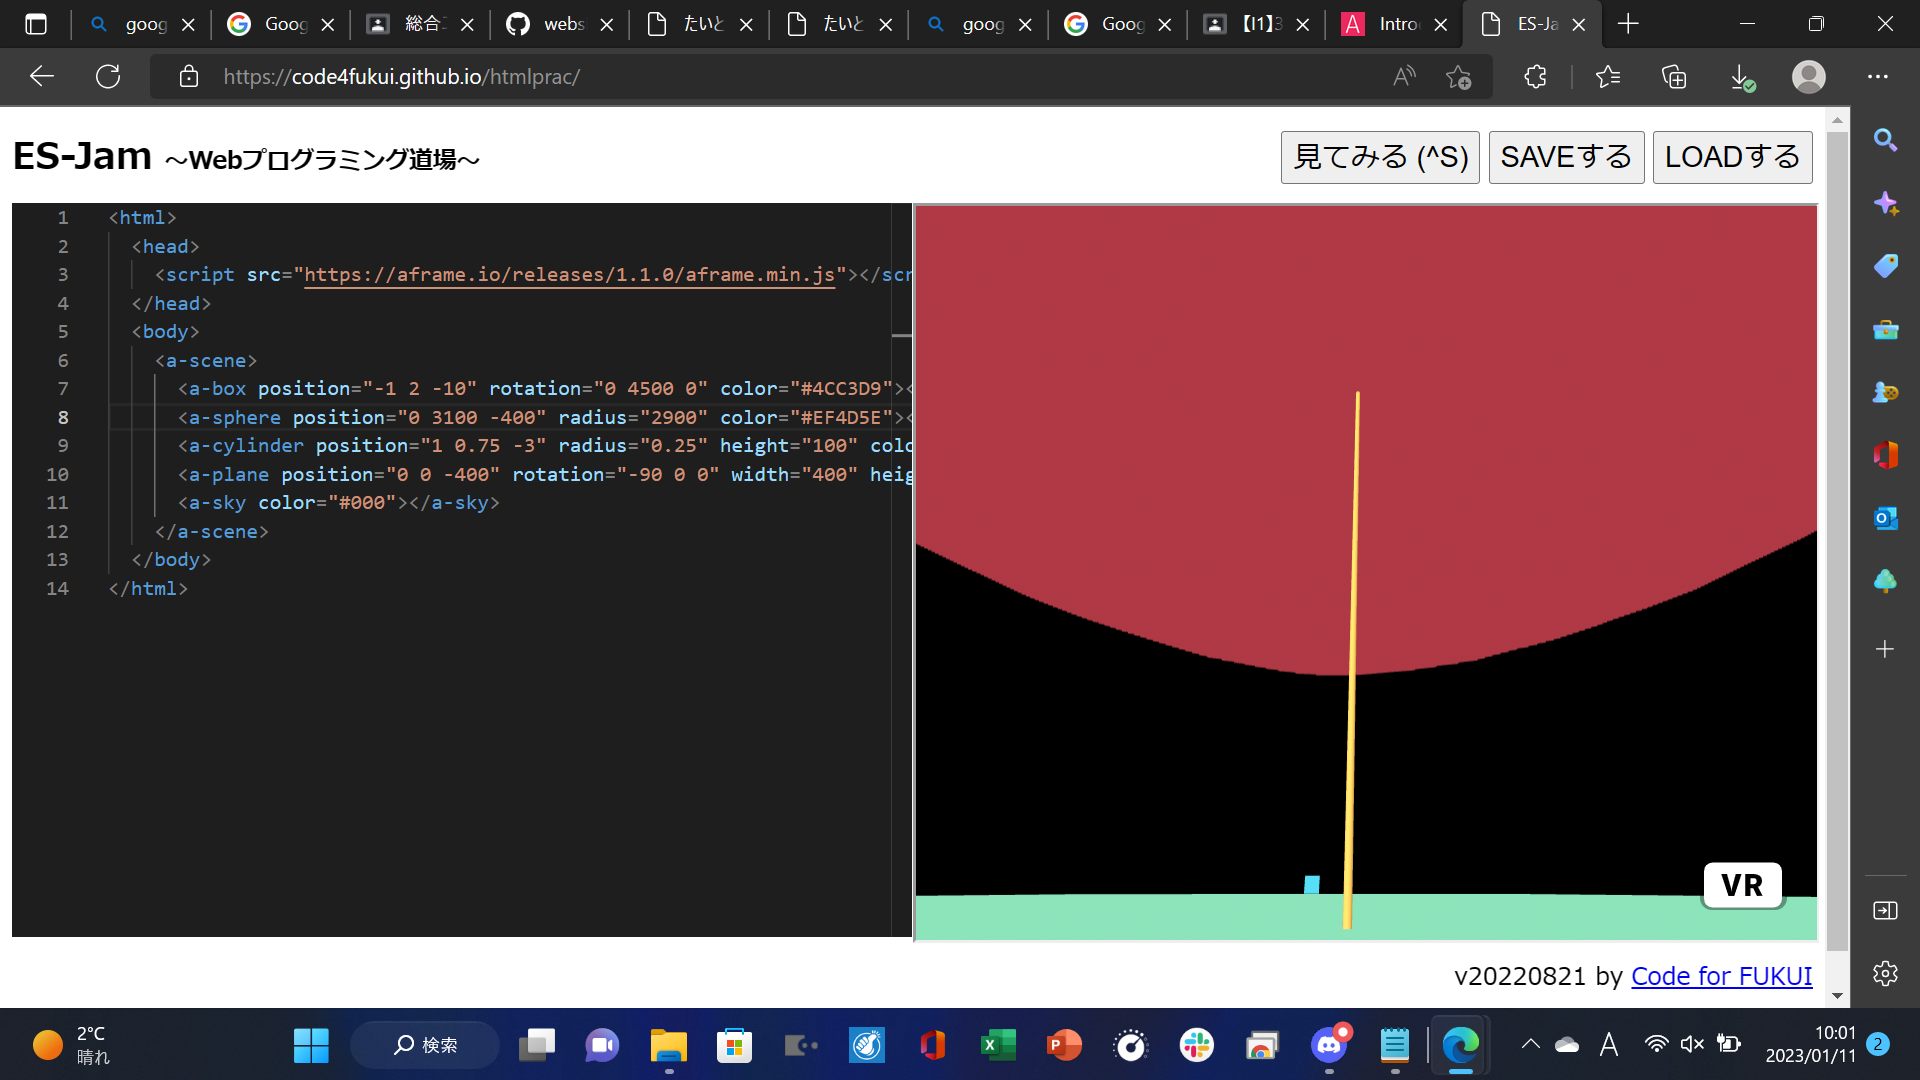 goog
Goog
総合
webs
たいと
たいと
goog
Goog
【I1】3
Intro
ES-Ja
https://code4fukui.github.io/htmlprac/
ES-Jam ～Webプログラミング道場～
見てみる (^S) SAVEする LOADする
1 <html>
2 <head>
3 <script src="https://aframe.io/releases/1.1.0/aframe.min.js"></scr
4 </head>
5 <body>
6 <a-scene>
7 <a-box position="-1 2 -10" rotation="0 4500 0" color="#4CC3D9"><
8 <a-sphere position="0 3100 -400" radius="2900" color="#EF4D5E"><
9 <a-cylinder position="1 0.75 -3" radius="0.25" height="100" colo
10 <a-plane position="0 0 -400" rotation="-90 0 0" width="400" heig
11 <a-sky color="#000"></a-sky>
12 </a-scene>
13 </body>
14 </html>
VR
v20220821 by Code for FUKUI
2°C
晴れ
検索
A
10:01
2023/01/11
2